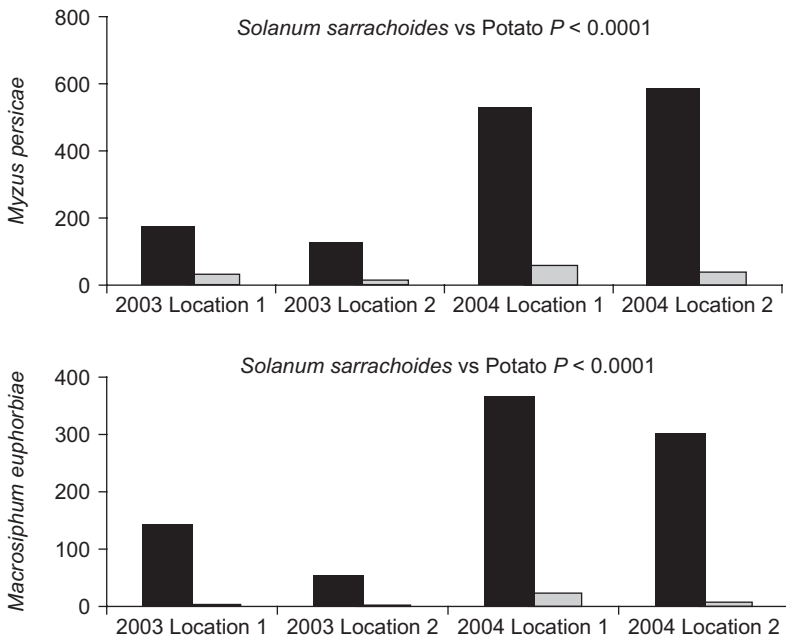 Solanum sarrachoides vs Potato P < 0.0001
Myzus persicae
800
600
400
200
0
2003 Location 1 2003 Location 2 2004 Location 1 2004 Location 2
Solanum sarrachoides vs Potato P < 0.0001
Macrosiphum euphorbiae
400
300
200
100
0
2003 Location 1 2003 Location 2 2004 Location 1 2004 Location 2